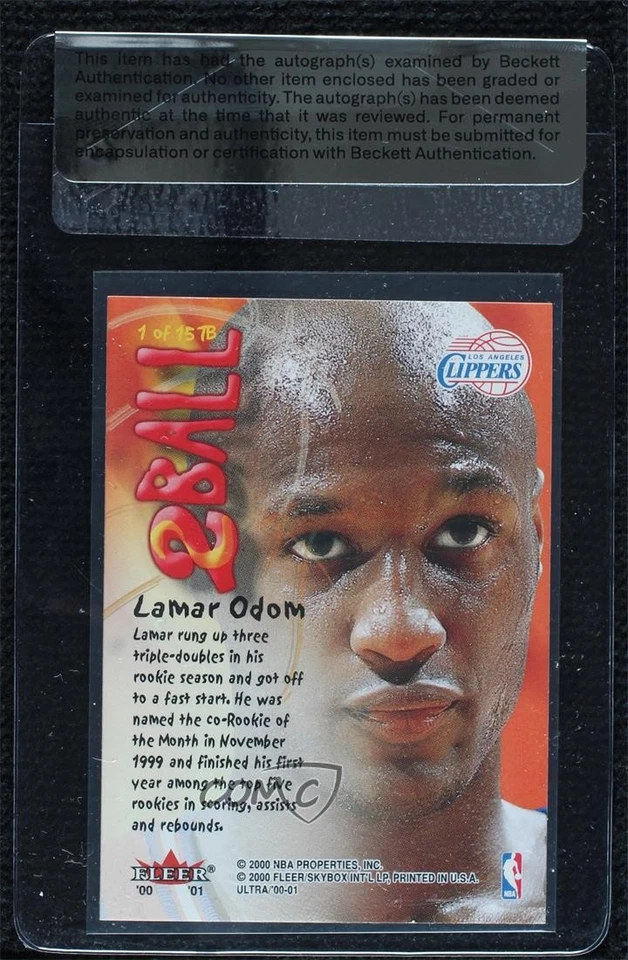 This item has had the autograph(s) examined by Beckett
Authentication. No other item enclosed has been graded or
examined for authenticity. The autograph(s) has been deemed
authentic at the time that it was reviewed. For permanent
preservation and authenticity, this item must be submitted for
encapsulation or certification with Beckett Authentication.
1 of 15TB
2BALL
LOS ANGELES
CLIPPERS
Lamar Odom
Lamar rung up three
triple-doubles in his
rookie season and got off
to a fast start. He was
named the co-Rookie of
the Month in November
1999 and finished his first
year among the top five
rookies in scoring, assists
and rebounds.
COMC
FLEER®
'00 '01
© 2000 NBA PROPERTIES, INC.
© 2000 FLEER/SKYBOX INT'L LP, PRINTED IN U.S.A.
ULTRA/'00-01
NBA